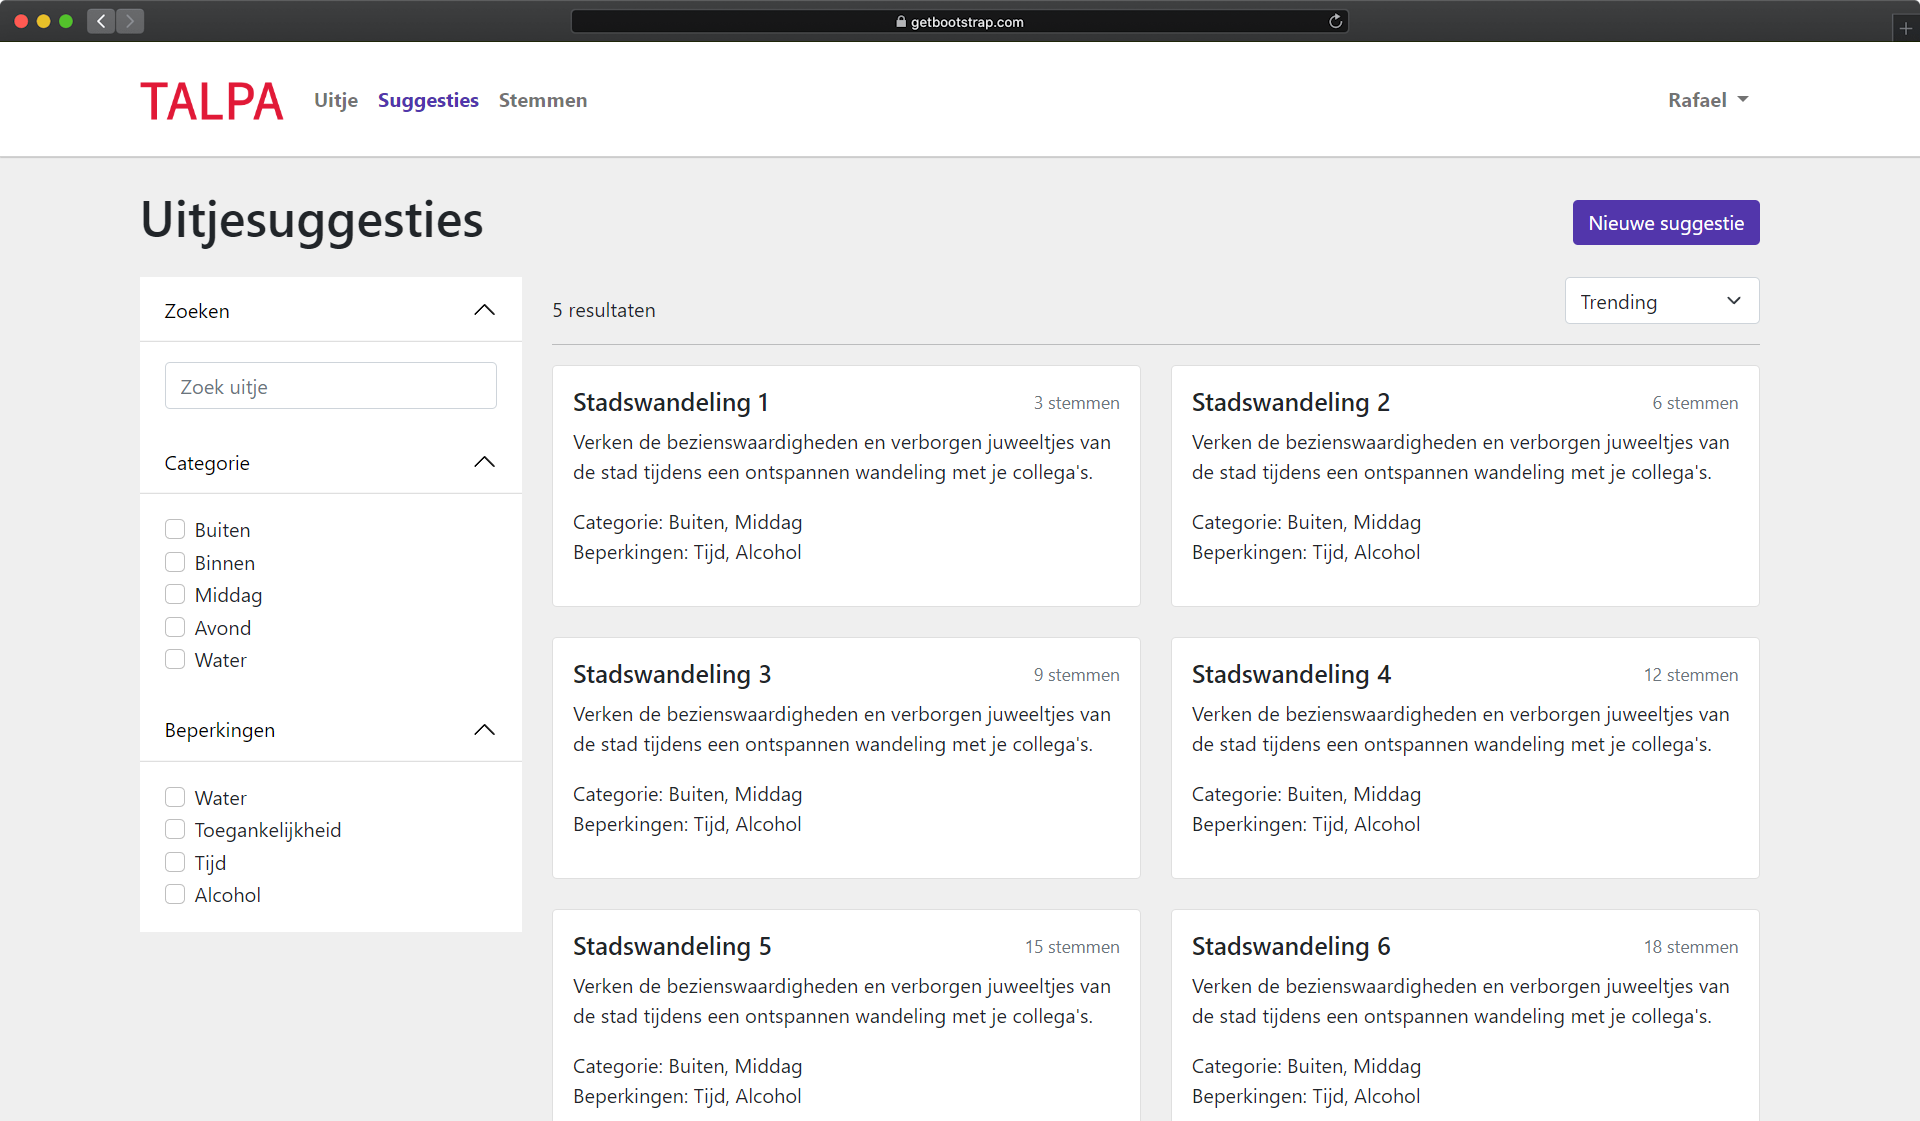 getbootstrap.com
TALPA Uitje Suggesties Stemmen Rafael
Uitjesuggesties
Nieuwe suggestie
Zoeken
Zoek uitje
Categorie
Buiten
Binnen
Middag
Avond
Water
Beperkingen
Water
Toegankelijkheid
Tijd
Alcohol
5 resultaten
Trending
Stadswandeling 1
3 stemmen
Verken de bezienswaardigheden en verborgen juweeltjes van
de stad tijdens een ontspannen wandeling met je collega's.
Categorie: Buiten, Middag
Beperkingen: Tijd, Alcohol
Stadswandeling 2
6 stemmen
Verken de bezienswaardigheden en verborgen juweeltjes van
de stad tijdens een ontspannen wandeling met je collega's.
Categorie: Buiten, Middag
Beperkingen: Tijd, Alcohol
Stadswandeling 3
9 stemmen
Verken de bezienswaardigheden en verborgen juweeltjes van
de stad tijdens een ontspannen wandeling met je collega's.
Categorie: Buiten, Middag
Beperkingen: Tijd, Alcohol
Stadswandeling 4
12 stemmen
Verken de bezienswaardigheden en verborgen juweeltjes van
de stad tijdens een ontspannen wandeling met je collega's.
Categorie: Buiten, Middag
Beperkingen: Tijd, Alcohol
Stadswandeling 5
15 stemmen
Verken de bezienswaardigheden en verborgen juweeltjes van
de stad tijdens een ontspannen wandeling met je collega's.
Categorie: Buiten, Middag
Beperkingen: Tijd, Alcohol
Stadswandeling 6
18 stemmen
Verken de bezienswaardigheden en verborgen juweeltjes van
de stad tijdens een ontspannen wandeling met je collega's.
Categorie: Buiten, Middag
Beperkingen: Tijd, Alcohol